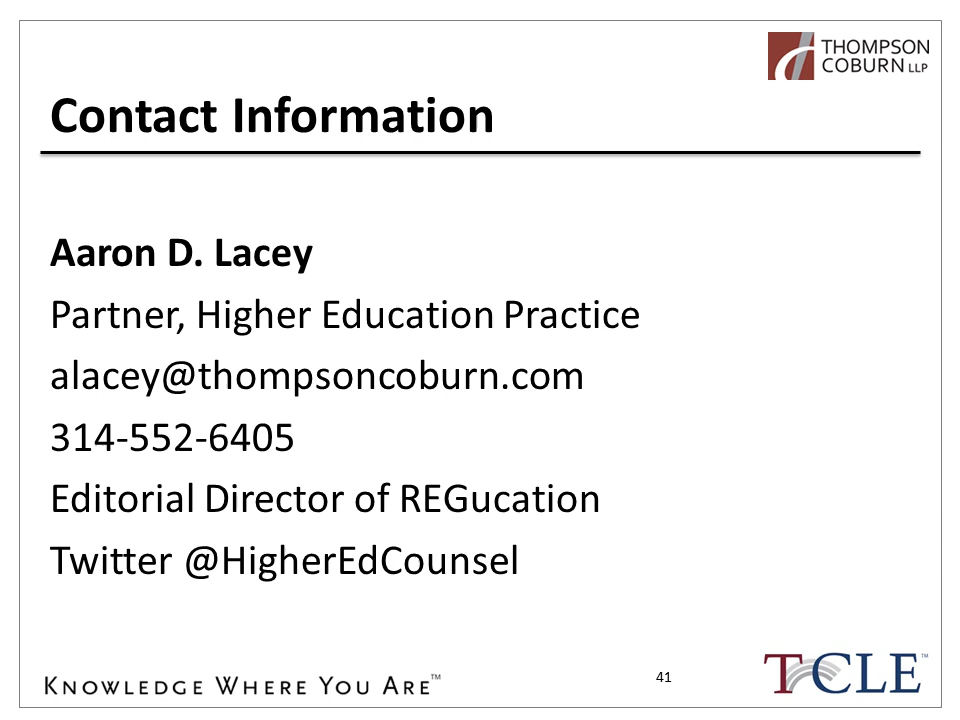 THOMPSON
COBURN LLP
Contact Information
Aaron D. Lacey
Partner, Higher Education Practice
alacey@thompsoncoburn.com
314-552-6405
Editorial Director of REGucation
Twitter @HigherEdCounsel
KNOWLEDGE WHERE YOU ARE™
41
TCCLE™